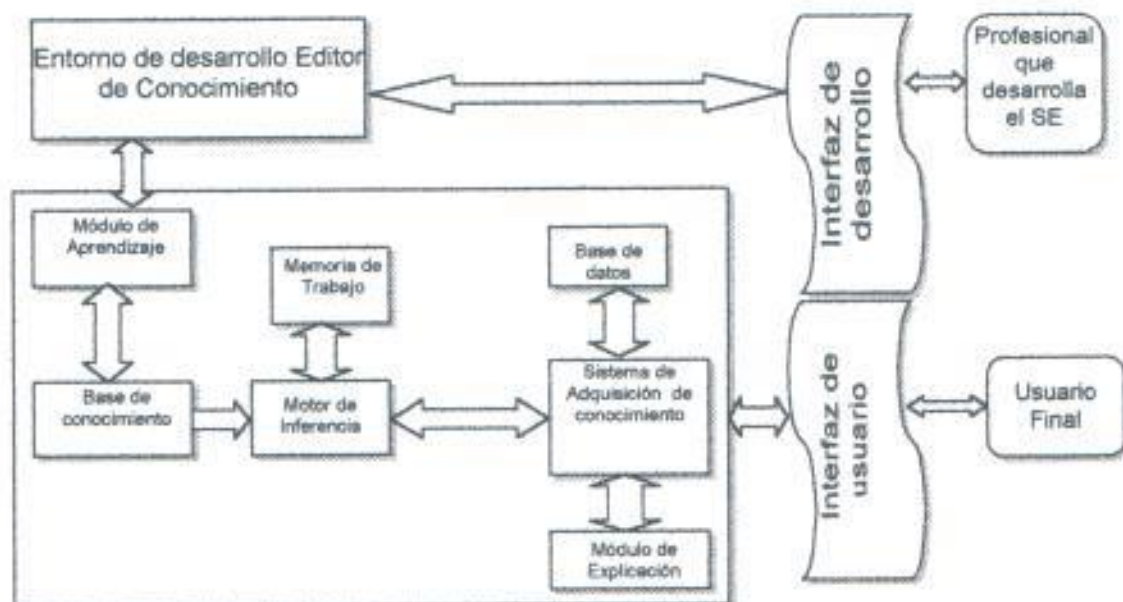 Entorno de desarrollo Editor
de Conocimiento
Interfaz de
desarrollo
Profesional
que
desarrolla
el SE
Módulo de
Aprendizaje
Memoria de
Trabajo
Base de
datos
Base de
conocimiento
Motor de
Inferencia
Sistema de
Adquisición de
conocimiento
Módulo de
Explicación
Interfaz de
usuario
Usuario
Final